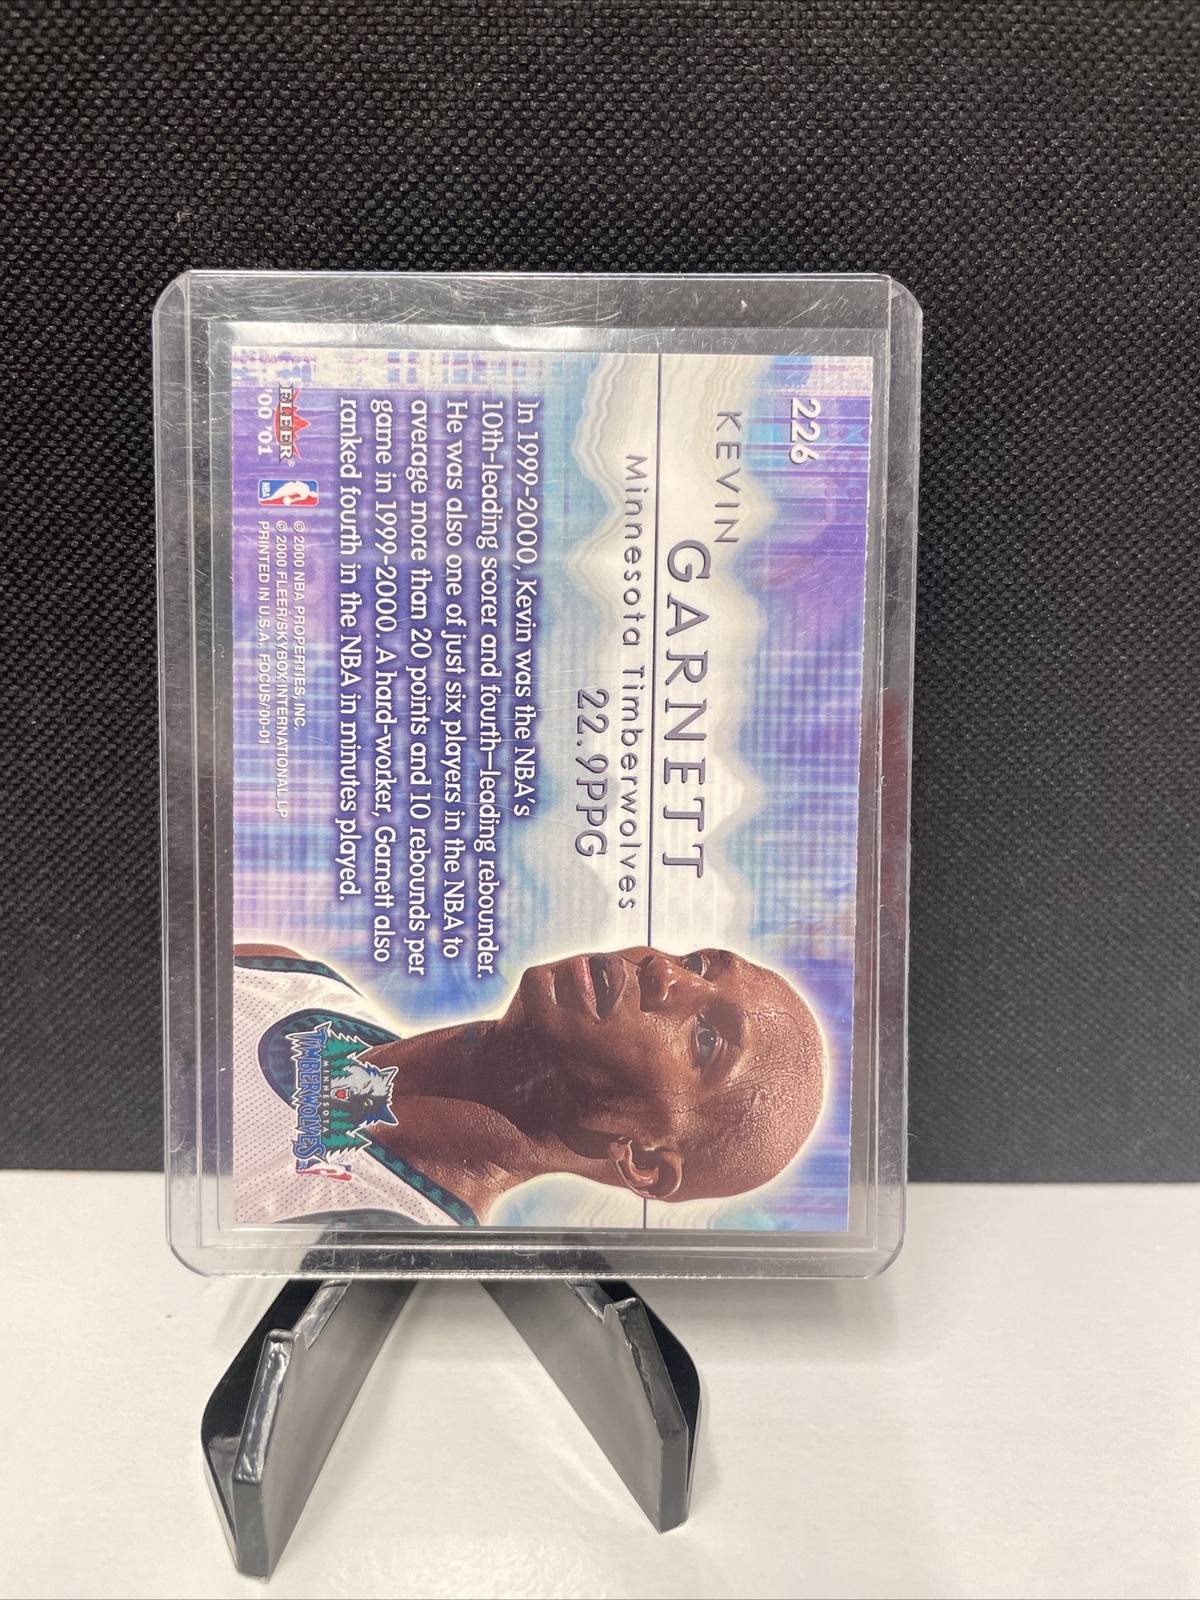 226
KEVIN
GARNETT
Minnesota Timberwolves
22.9PPG
In 1999-2000, Kevin was the NBA's
10th-leading scorer and fourth-leading rebounder.
He was also one of just six players in the NBA to
average more than 20 points and 10 rebounds per
game in 1999-2000. A hard-worker, Garnett also
ranked fourth in the NBA in minutes played.
FLEER®
'00 '01
NBA
© 2000 NBA PROPERTIES, INC.
© 2000 FLEER/SKYBOX INTERNATIONAL LP
PRINTED IN U.S.A. FOCUS/00-01
MINNESOTA
TIMBERWOLVES